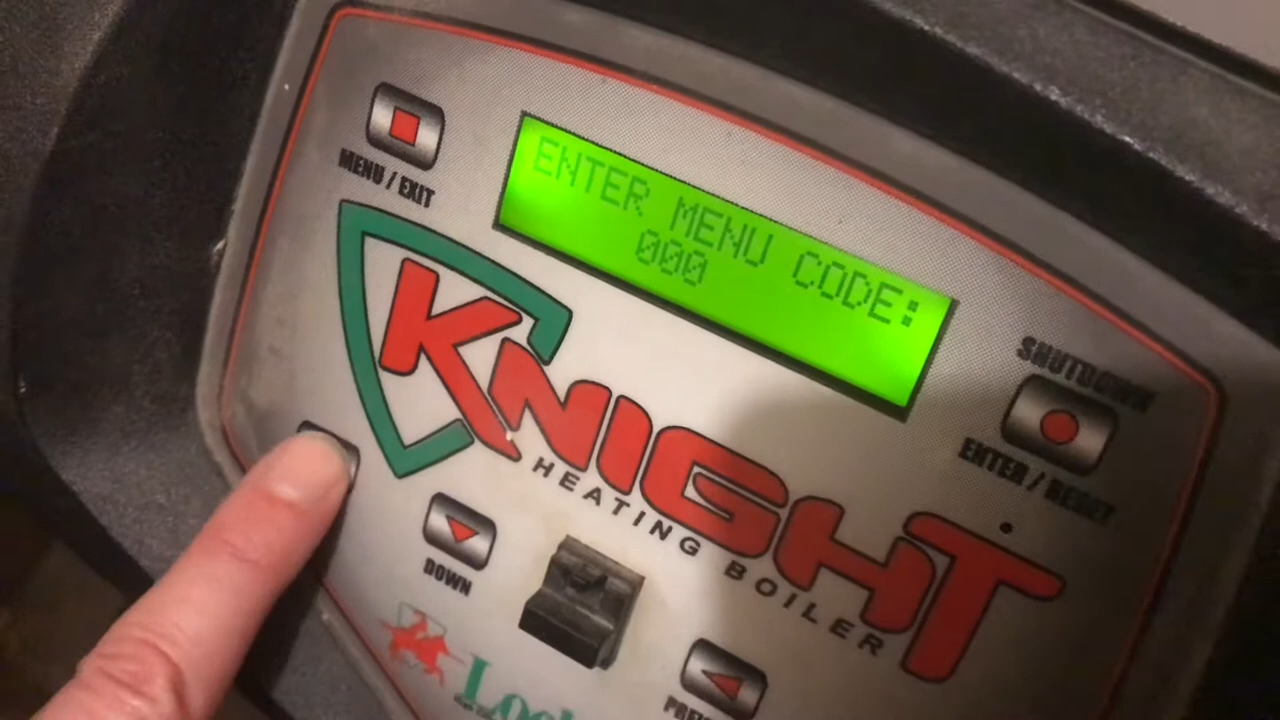 MENU / EXIT
ENTER MENU CODE:
000
SHUTDOWN
ENTER / RESET
KNIGHT
HEATING BOILER
DOWN